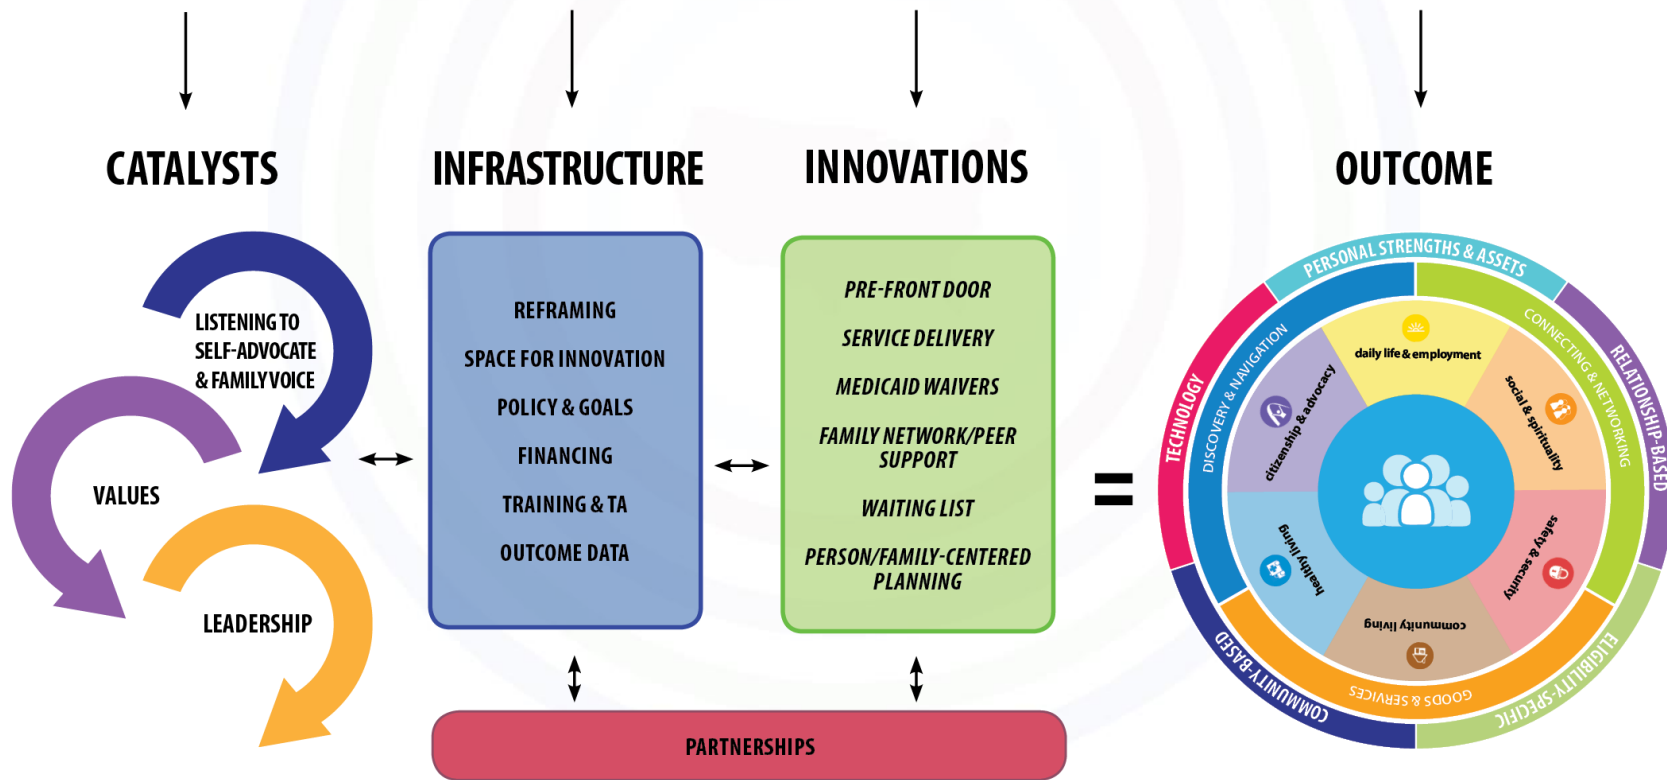 CATALYSTS
LISTENING TO
SELF-ADVOCATE
& FAMILY VOICE
VALUES
LEADERSHIP
INFRASTRUCTURE
REFRAMING
SPACE FOR INNOVATION
POLICY & GOALS
FINANCING
TRAINING & TA
OUTCOME DATA
INNOVATIONS
PRE-FRONT DOOR
SERVICE DELIVERY
MEDICAID WAIVERS
FAMILY NETWORK/PEER
SUPPORT
WAITING LIST
PERSON/FAMILY-CENTERED
PLANNING
PARTNERSHIPS
=
OUTCOME
PERSONAL STRENGTHS & ASSETS
RELATIONSHIP-BASED
ELIGIBILITY-SPECIFIC
COMMUNITY-BASED
TECHNOLOGY
DISCOVERY & NAVIGATION
CONNECTING & NETWORKING
GOODS & SERVICES
daily life & employment
social & spirituality
safety & security
community living
healthy living
citizenship & advocacy